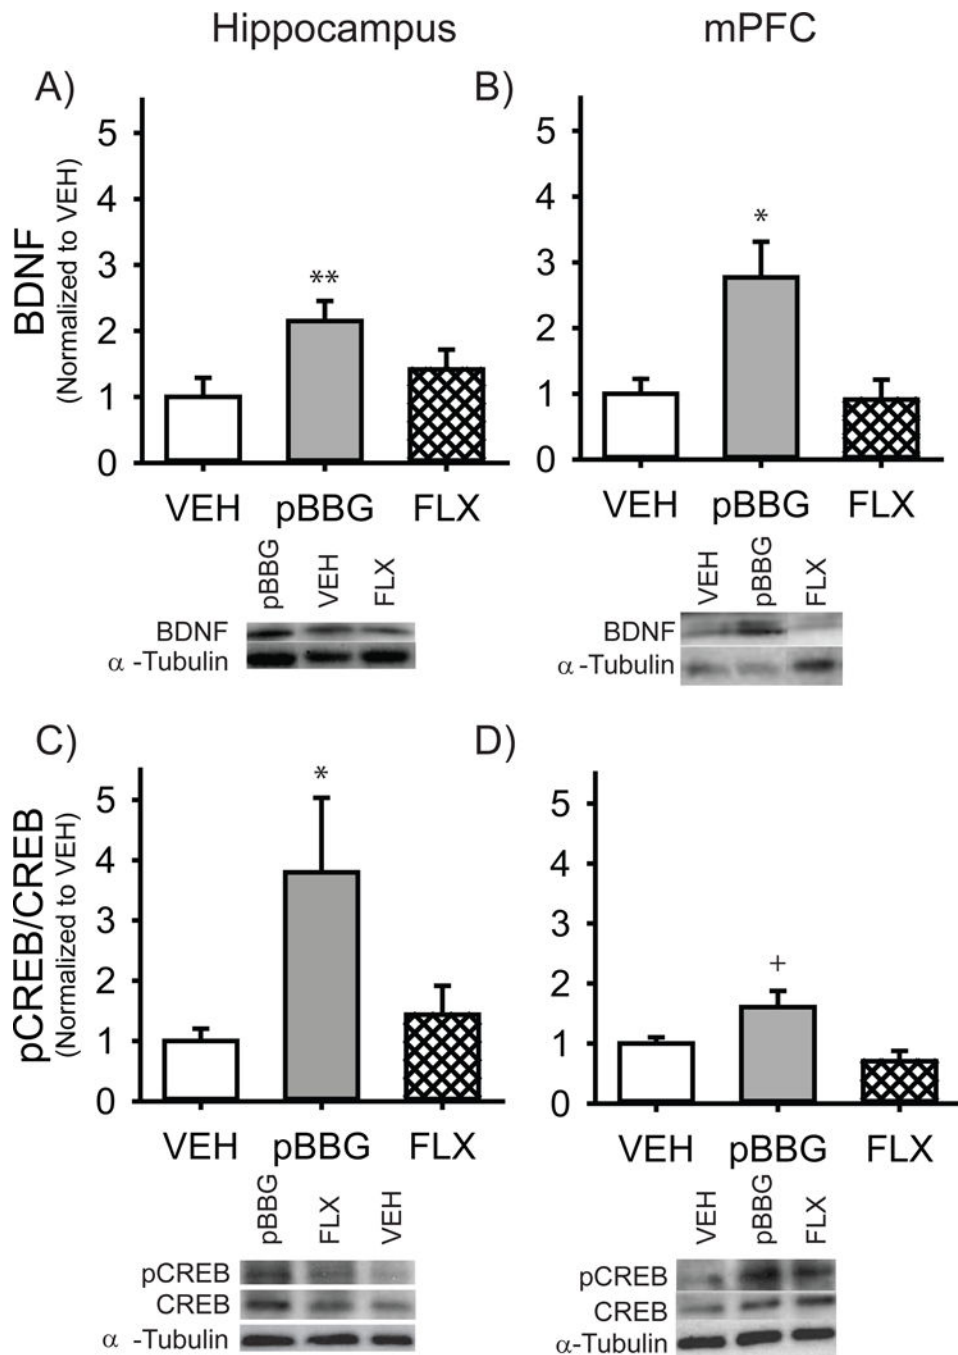 Hippocampus
mPFC
A)
B)
BDNF
(Normalized to VEH)
5
4
3
2
1
0
**
VEH pBBG FLX
5
4
3
2
1
0
*
VEH pBBG FLX
pBBG VEH FLX
BDNF
α -Tubulin
VEH pBBG FLX
BDNF
α -Tubulin
C)
D)
pCREB/CREB
(Normalized to VEH)
5
4
3
2
1
0
*
VEH pBBG FLX
5
4
3
2
1
0
+
VEH pBBG FLX
pBBG FLX VEH
pCREB
CREB
α -Tubulin
VEH pBBG FLX
pCREB
CREB
α-Tubulin